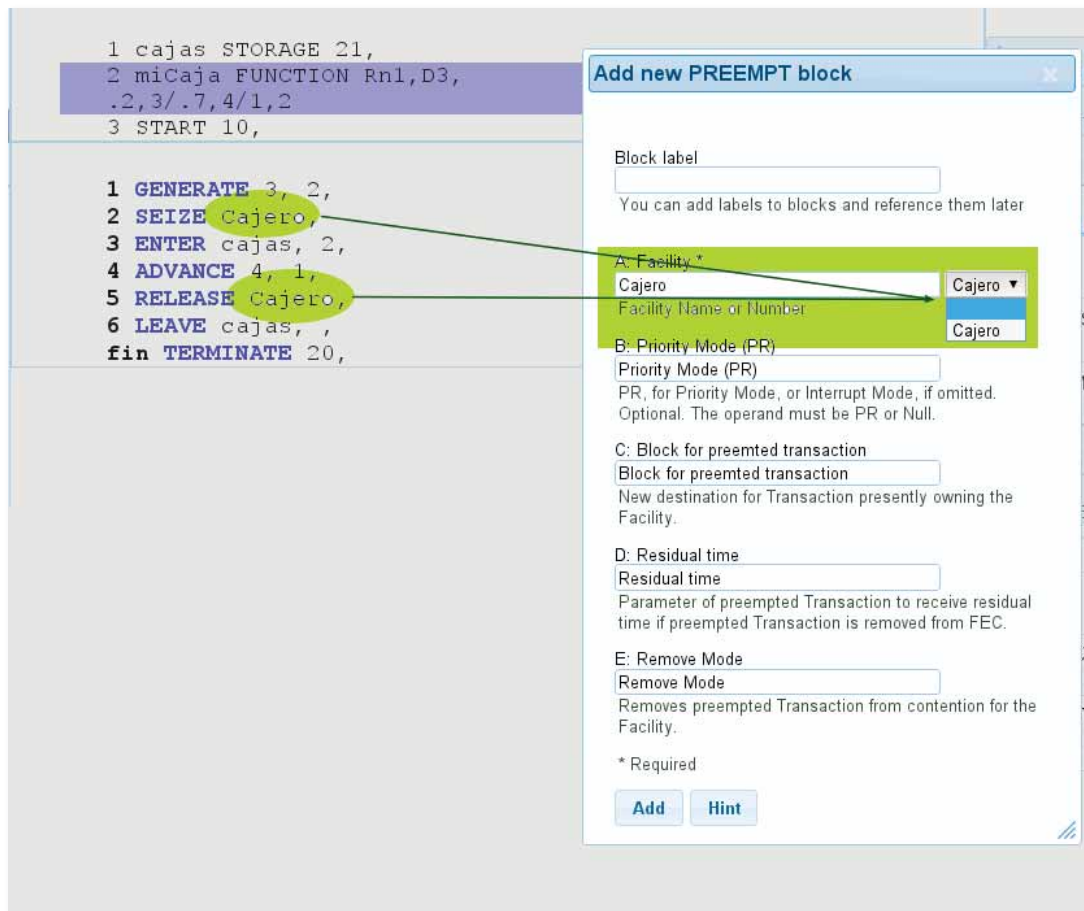 1 cajas STORAGE 21,
2 miCaja FUNCTION Rn1,D3,
.2,3/.7,4/1,2
3 START 10,
1 GENERATE 3, 2,
2 SEIZE Cajero,
3 ENTER cajas, 2,
4 ADVANCE 4, 1,
5 RELEASE Cajero,
6 LEAVE cajas, ,
fin TERMINATE 20,
Add new PREEMPT block
x
Block label
You can add labels to blocks and reference them later
A: Facility *
Cajero
Cajero ▼
Facility Name or Number
Cajero
B: Priority Mode (PR)
Priority Mode (PR)
PR, for Priority Mode, or Interrupt Mode, if omitted.
Optional. The operand must be PR or Null.
C: Block for preemted transaction
Block for preemted transaction
New destination for Transaction presently owning the
Facility.
D: Residual time
Residual time
Parameter of preempted Transaction to receive residual
time if preempted Transaction is removed from FEC.
E: Remove Mode
Remove Mode
Removes preempted Transaction from contention for the
Facility.
* Required
Add
Hint